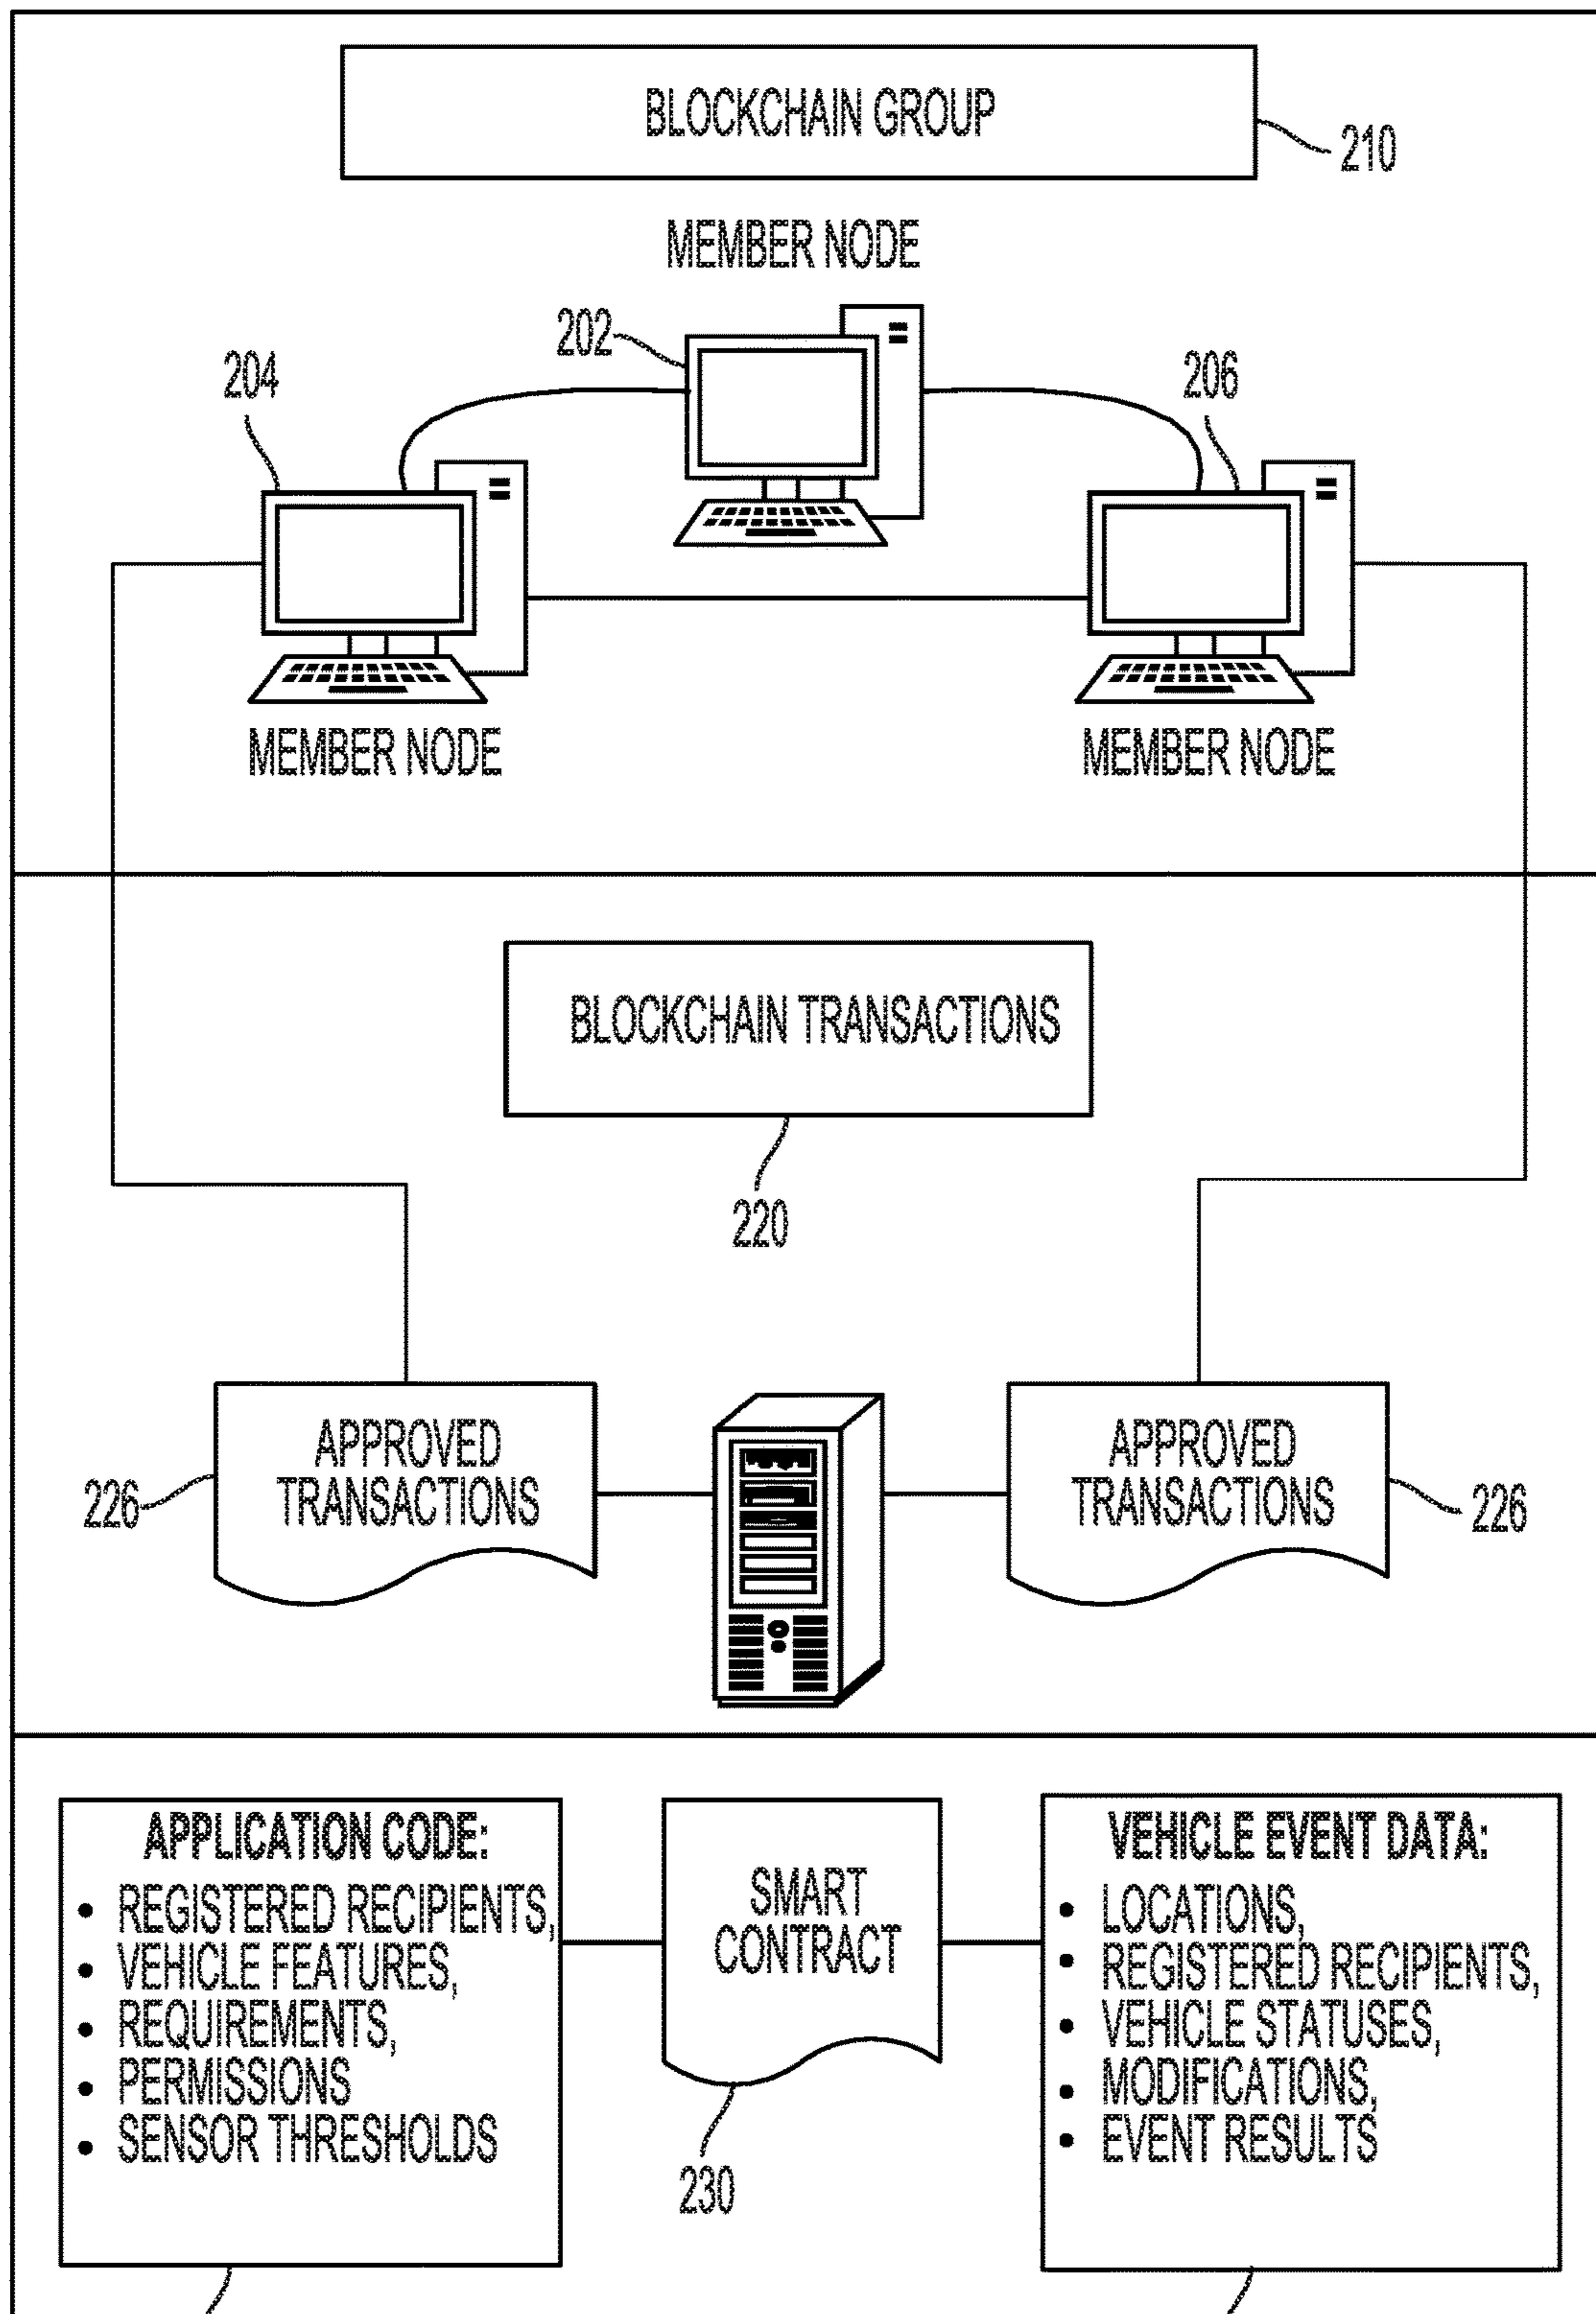 BLOCKCHAIN GROUP
210
MEMBER NODE
202
204
206
MEMBER NODE
MEMBER NODE
BLOCKCHAIN TRANSACTIONS
220
APPROVED
TRANSACTIONS
226
APPROVED
TRANSACTIONS
226
APPLICATION CODE:
• REGISTERED RECIPIENTS,
• VEHICLE FEATURES,
• REQUIREMENTS,
• PERMISSIONS
• SENSOR THRESHOLDS
SMART
CONTRACT
230
VEHICLE EVENT DATA:
• LOCATIONS,
• REGISTERED RECIPIENTS,
• VEHICLE STATUSES,
• MODIFICATIONS,
• EVENT RESULTS